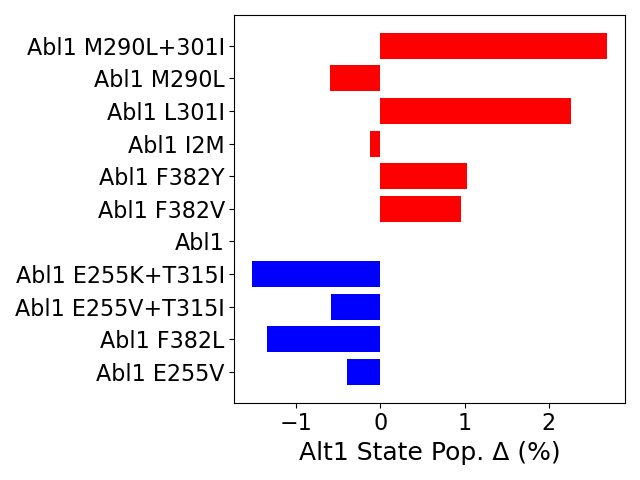 Abl1 M290L+301I
Abl1 M290L
Abl1 L301I
Abl1 I2M
Abl1 F382Y
Abl1 F382V
Abl1
Abl1 E255K+T315I
Abl1 E255V+T315I
Abl1 F382L
Abl1 E255V
−1 0 1 2
Alt1 State Pop. Δ (%)